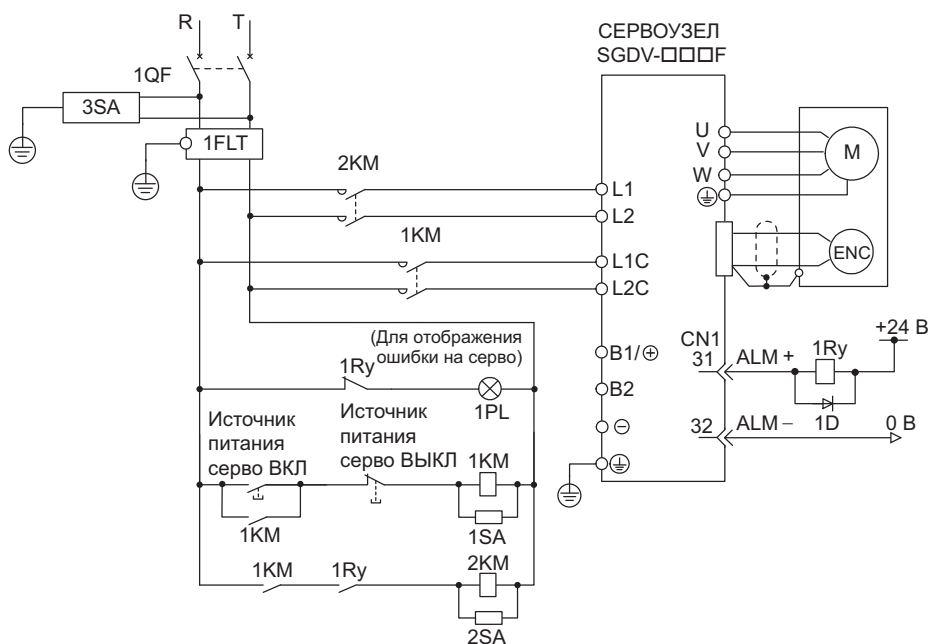 R
T
СЕРВОУЗЕЛ
SGDV-□□□F
1QF
3SA
1FLT
U
V
W
M
2KM
L1
L2
1KM
L1C
L2C
ENC
(Для отображения
ошибки на серво)
1Ry
1PL
B1/⊕
B2
⊖
CN1
31
ALM +
1Ry
+24 В
1D
32
ALM –
0 В
Источник
питания
серво ВКЛ
Источник
питания
серво ВЫКЛ
1KM
1KM
1SA
1KM
1Ry
2KM
2SA